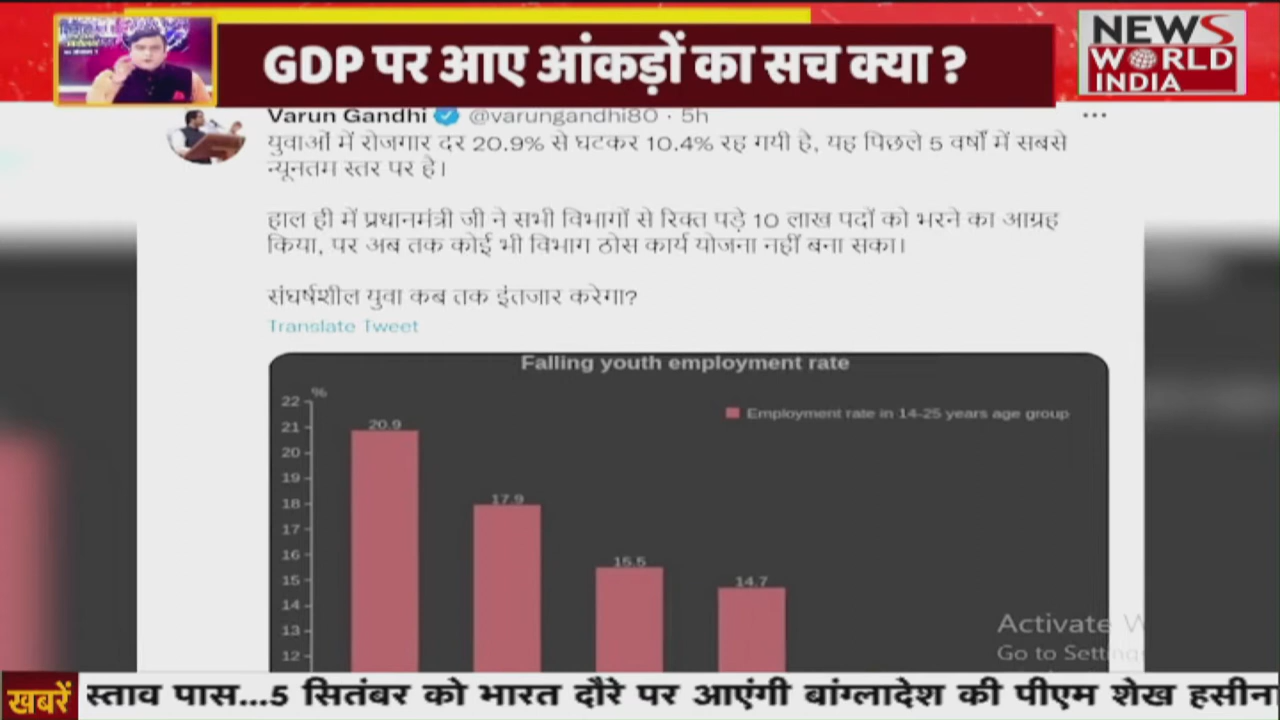 GDP पर आए आंकड़ों का सच क्या ?
NEWS
WORLD
INDIA
Varun Gandhi @varungandhi80 · 5h
युवाओं में रोजगार दर 20.9% से घटकर 10.4% रह गयी है, यह पिछले 5 वर्षों में सबसे
न्यूनतम स्तर पर है।
हाल ही में प्रधानमंत्री जी ने सभी विभागों से रिक्त पड़े 10 लाख पदों को भरने का आग्रह
किया, पर अब तक कोई भी विभाग ठोस कार्य योजना नहीं बना सका।
संघर्षशील युवा कब तक इंतजार करेगा?
Translate Tweet
Falling youth employment rate
%
Employment rate in 14-25 years age group
22
21
20
19
18
17
16
15
14
13
12
20.9
17.9
15.5
14.7
Activate W
Go to Settings
खबरें
स्ताव पास...5 सितंबर को भारत दौरे पर आएंगी बांग्लादेश की पीएम शेख हसीन